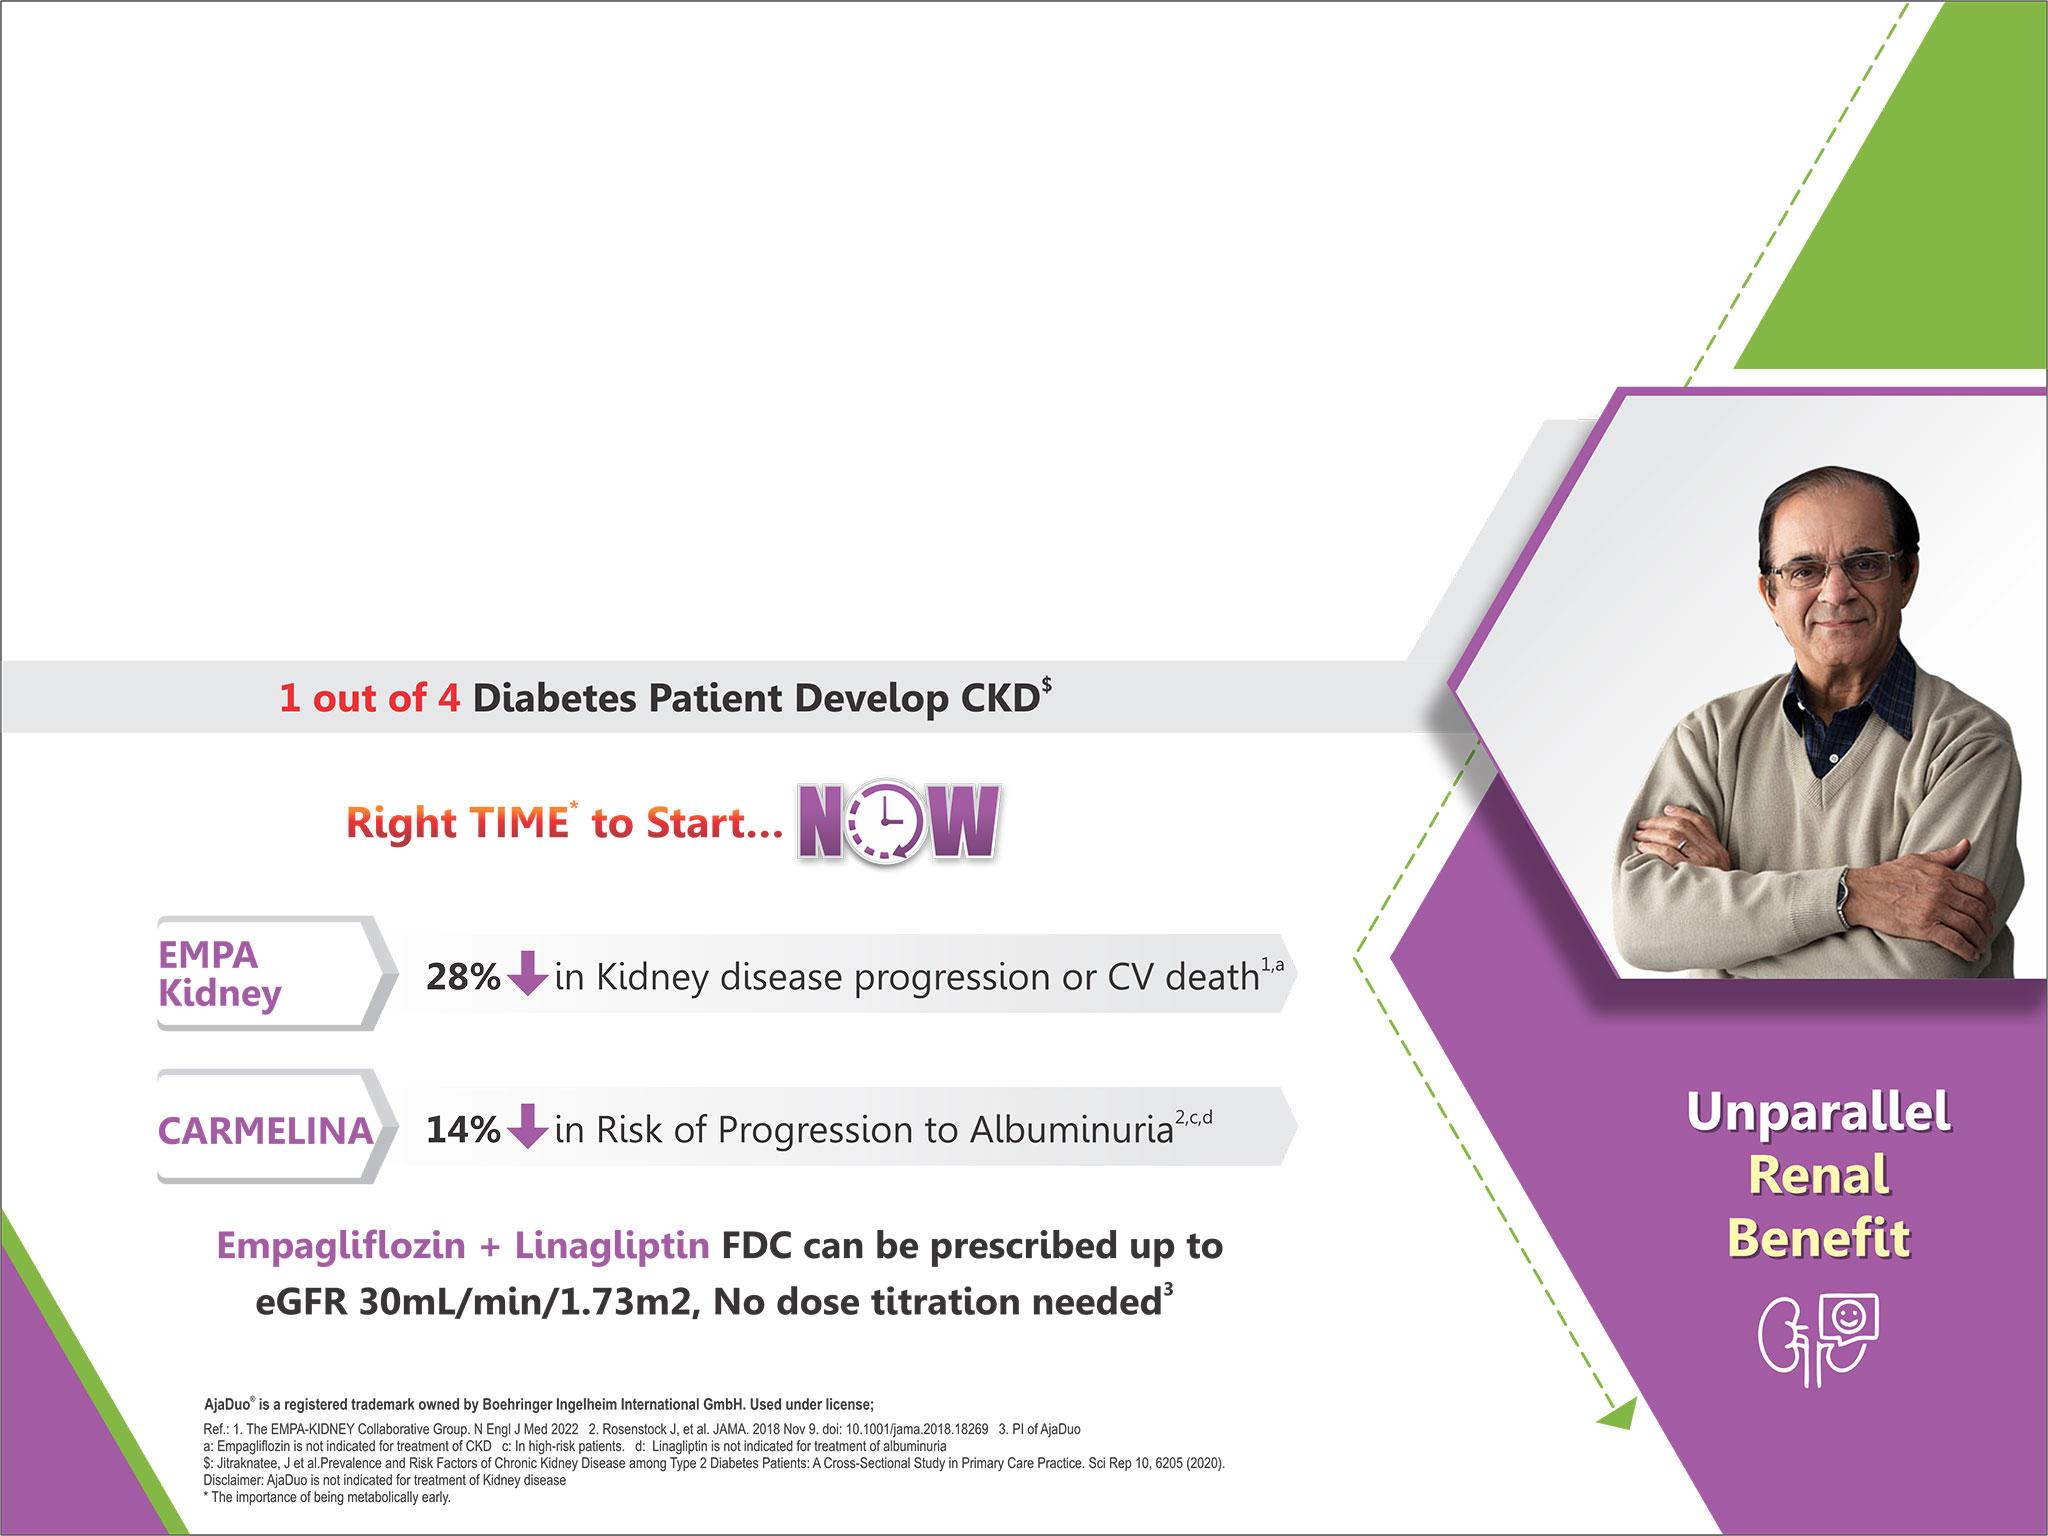 1 out of 4 Diabetes Patient Develop CKD$
Right TIME* to Start... NOW
EMPA
Kidney
28% in Kidney disease progression or CV death1,a
CARMELINA
14% in Risk of Progression to Albuminuria2,c,d
Empagliflozin + Linagliptin FDC can be prescribed up to
eGFR 30mL/min/1.73m2, No dose titration needed3
Unparallel
Renal
Benefit
AjaDuo® is a registered trademark owned by Boehringer Ingelheim International GmbH. Used under license;
Ref.: 1. The EMPA-KIDNEY Collaborative Group. N Engl J Med 2022 2. Rosenstock J, et al. JAMA. 2018 Nov 9. doi: 10.1001/jama.2018.18269 3. PI of AjaDuo
a: Empagliflozin is not indicated for treatment of CKD c: In high-risk patients. d: Linagliptin is not indicated for treatment of albuminuria
$: Jitraknatee, J et al.Prevalence and Risk Factors of Chronic Kidney Disease among Type 2 Diabetes Patients: A Cross-Sectional Study in Primary Care Practice. Sci Rep 10, 6205 (2020).
Disclaimer: AjaDuo is not indicated for treatment of Kidney disease
* The importance of being metabolically early.